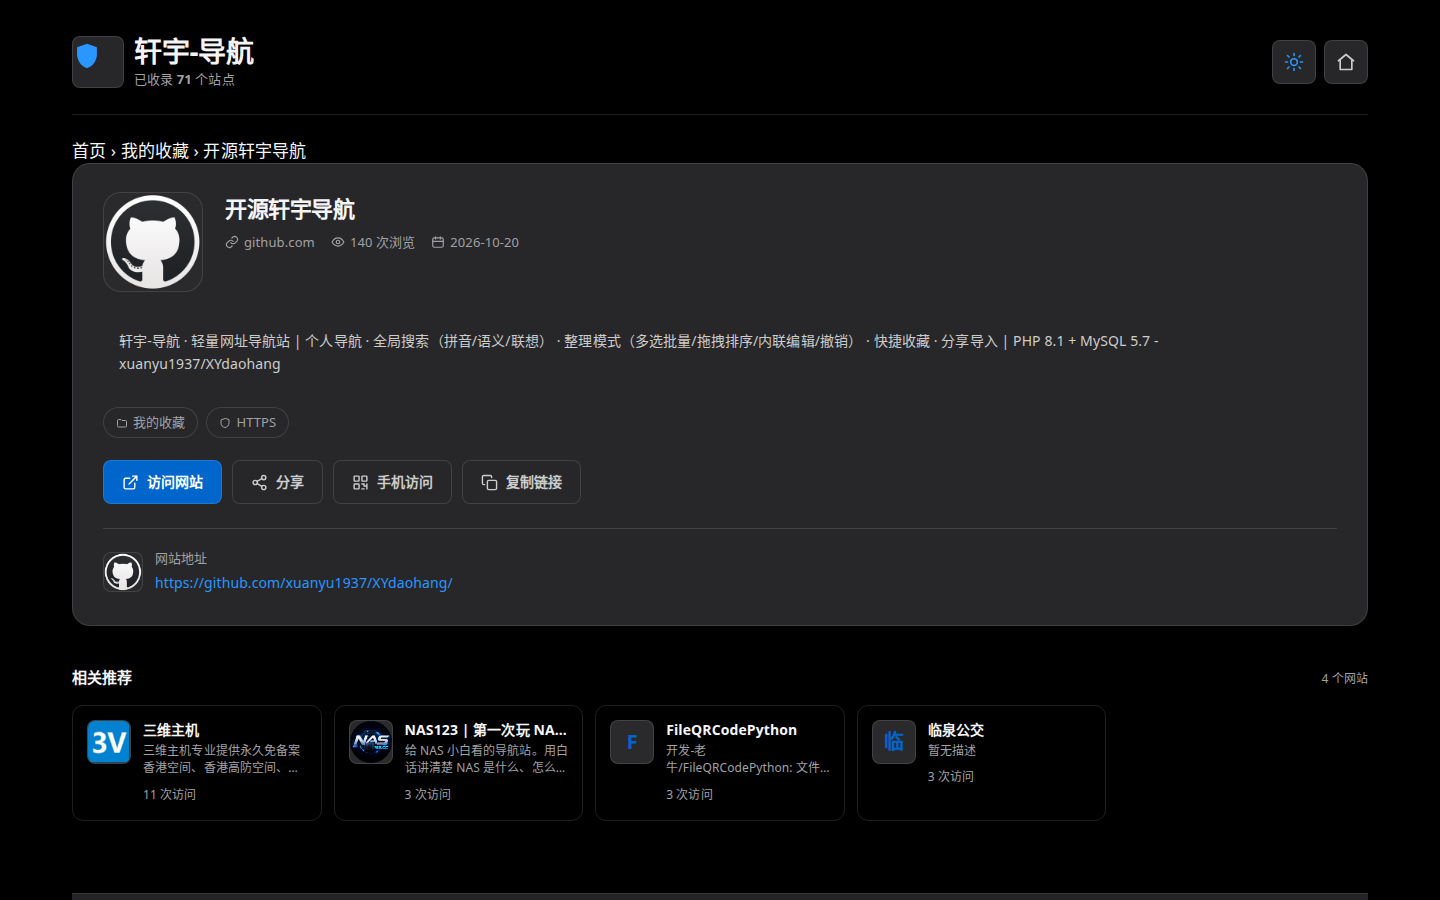 轩宇-导航
已收录 71 个站点
首页 › 我的收藏 › 开源轩宇导航
开源轩宇导航
github.com 140 次浏览 2026-10-20
轩宇-导航 · 轻量网址导航站 | 个人导航 · 全局搜索（拼音/语义/联想） · 整理模式（多选批量/拖拽排序/内联编辑/撤销） · 快捷收藏 · 分享导入 | PHP 8.1 + MySQL 5.7 -
xuanyu1937/XYdaohang
我的收藏 HTTPS
访问网站 分享 手机访问 复制链接
网站地址
https://github.com/xuanyu1937/XYdaohang/
相关推荐
4 个网站
3V
三维主机
三维主机专业提供永久免备案
香港空间、香港高防空间、...
11 次访问
NAS
NAS123 | 第一次玩 NA...
给 NAS 小白看的导航站。用白
话讲清楚 NAS 是什么、怎么...
3 次访问
F
FileQRCodePython
开发-老
牛/FileQRCodePython: 文件...
3 次访问
临
临泉公交
暂无描述
3 次访问